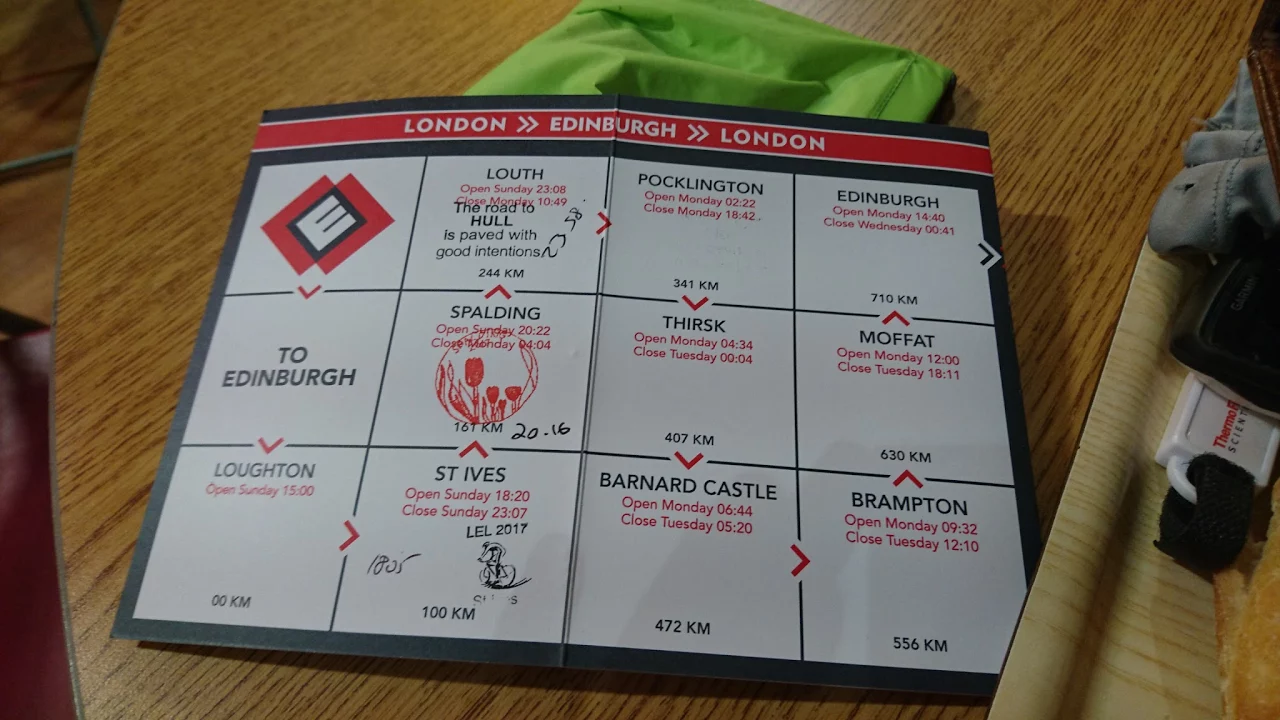 LONDON >> EDINBURGH >> LONDON
LOUTH
Open Sunday 23:08
Close Monday 10:49
The road to
HULL
is paved with
good intentions
244 KM
POCKLINGTON
Open Monday 02:22
Close Monday 18:42
341 KM
EDINBURGH
Open Monday 14:40
Close Wednesday 00:41
710 KM
TO
EDINBURGH
SPALDING
Open Sunday 20:22
Close Monday 04:04
161 KM
20.16
THIRSK
Open Monday 04:34
Close Tuesday 00:04
407 KM
MOFFAT
Open Monday 12:00
Close Tuesday 18:11
630 KM
LOUGHTON
Open Sunday 15:00
00 KM
ST IVES
Open Sunday 18:20
Close Sunday 23:07
LEL 2017
1805
100 KM
BARNARD CASTLE
Open Monday 06:44
Close Tuesday 05:20
472 KM
BRAMPTON
Open Monday 09:32
Close Tuesday 12:10
556 KM
GARMIN
Thermo
SCIENT